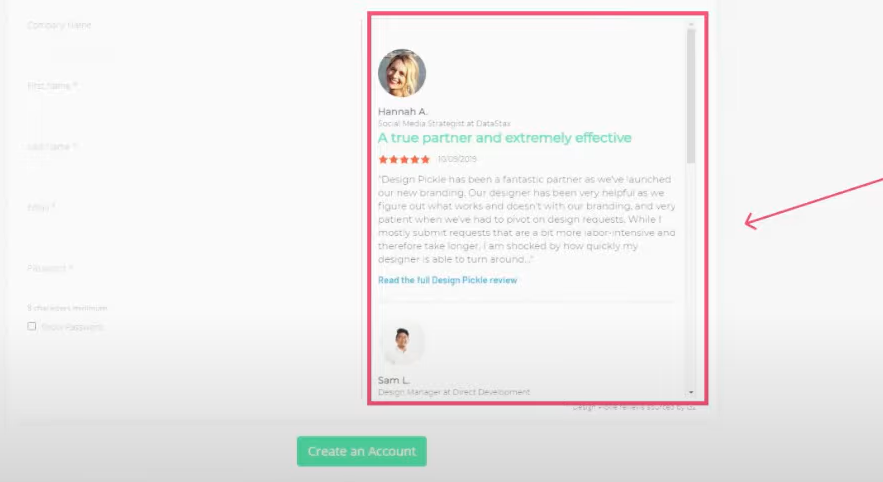 Company Name
First Name *
Last Name *
Email *
Password *
8 characters minimum
Show Password
Hannah A.
Social Media Strategist at DataStax
A true partner and extremely effective
10/09/2019
"Design Pickle has been a fantastic partner as we've launched
our new branding. Our designer has been very helpful as we
figure out what works and doesn't with our branding, and very
patient when we've had to pivot on design requests. While I
mostly submit requests that are a bit more labor-intensive and
therefore take longer, I am shocked by how quickly my
designer is able to turn around..."
Read the full Design Pickle review
Sam L.
Design Manager at Direct Development
Design Pickle reviews sourced by G2
Create an Account